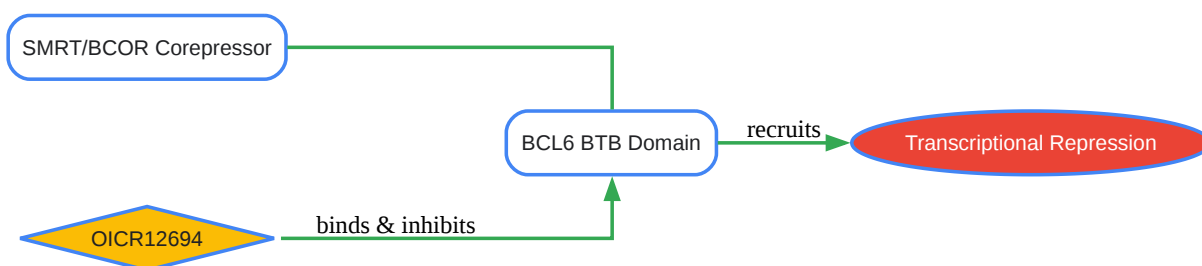 SMRT/BCOR Corepressor
BCL6 BTB Domain
recruits
Transcriptional Repression
binds & inhibits
OICR12694